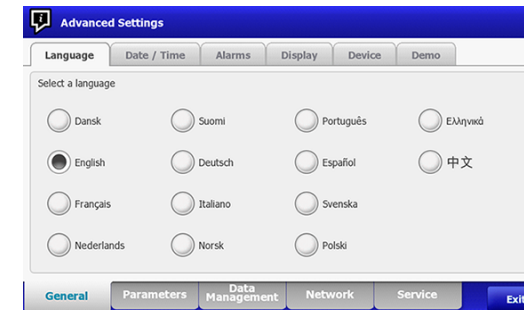 Advanced Settings
Language Date / Time Alarms Display Device Demo
Select a language
Dansk Suomi Português Ελληνικά
English Deutsch Español 中文
Français Italiano Svenska
Nederlands Norsk Polski
General Parameters Data Management Network Service Exit